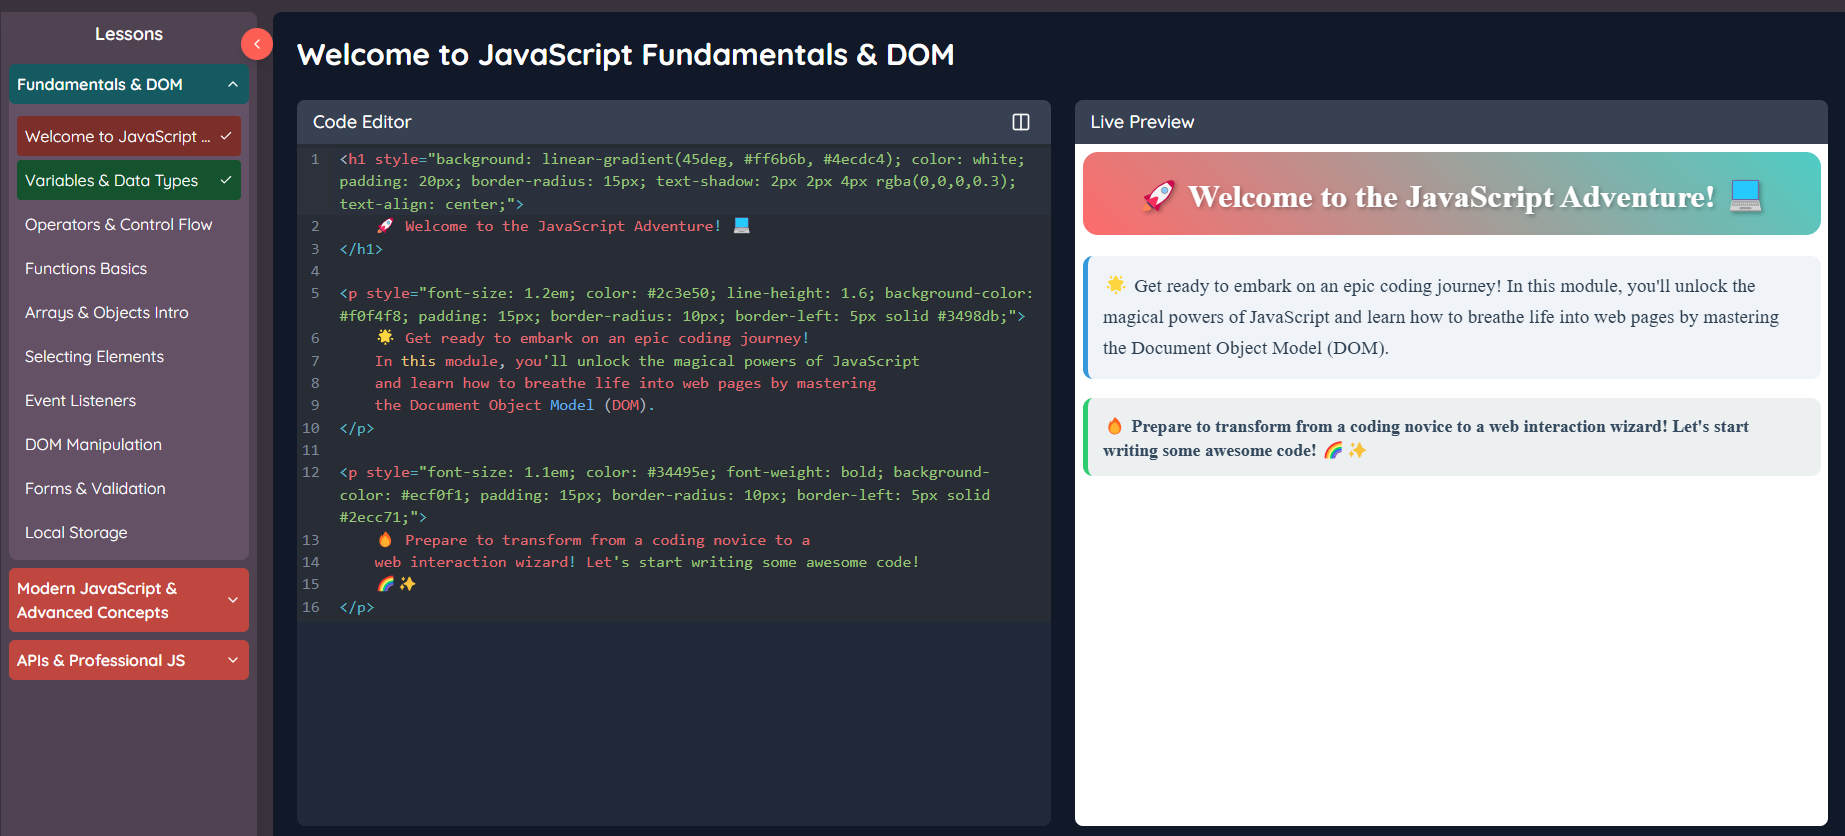 Lessons
Fundamentals & DOM
Welcome to JavaScript ...
Variables & Data Types
Operators & Control Flow
Functions Basics
Arrays & Objects Intro
Selecting Elements
Event Listeners
DOM Manipulation
Forms & Validation
Local Storage
Modern JavaScript &
Advanced Concepts
APIs & Professional JS
Welcome to JavaScript Fundamentals & DOM
Code Editor
1 <h1 style="background: linear-gradient(45deg, #ff6b6b, #4ecdc4); color: white;
padding: 20px; border-radius: 15px; text-shadow: 2px 2px 4px rgba(0,0,0,0.3);
text-align: center;">
2 🚀 Welcome to the JavaScript Adventure! 💻
3 </h1>
4
5 <p style="font-size: 1.2em; color: #2c3e50; line-height: 1.6; background-color:
#f0f4f8; padding: 15px; border-radius: 10px; border-left: 5px solid #3498db;">
6 🌟 Get ready to embark on an epic coding journey!
7 In this module, you'll unlock the magical powers of JavaScript
8 and learn how to breathe life into web pages by mastering
9 the Document Object Model (DOM).
10 </p>
11
12 <p style="font-size: 1.1em; color: #34495e; font-weight: bold; background-
color: #ecf0f1; padding: 15px; border-radius: 10px; border-left: 5px solid
#2ecc71;">
13 🔥 Prepare to transform from a coding novice to a
14 web interaction wizard! Let's start writing some awesome code!
15 🌈✨
16 </p>
Live Preview
🚀 Welcome to the JavaScript Adventure! 💻
🌟 Get ready to embark on an epic coding journey! In this module, you'll unlock the
magical powers of JavaScript and learn how to breathe life into web pages by mastering
the Document Object Model (DOM).
🔥 Prepare to transform from a coding novice to a web interaction wizard! Let's start
writing some awesome code! 🌈✨